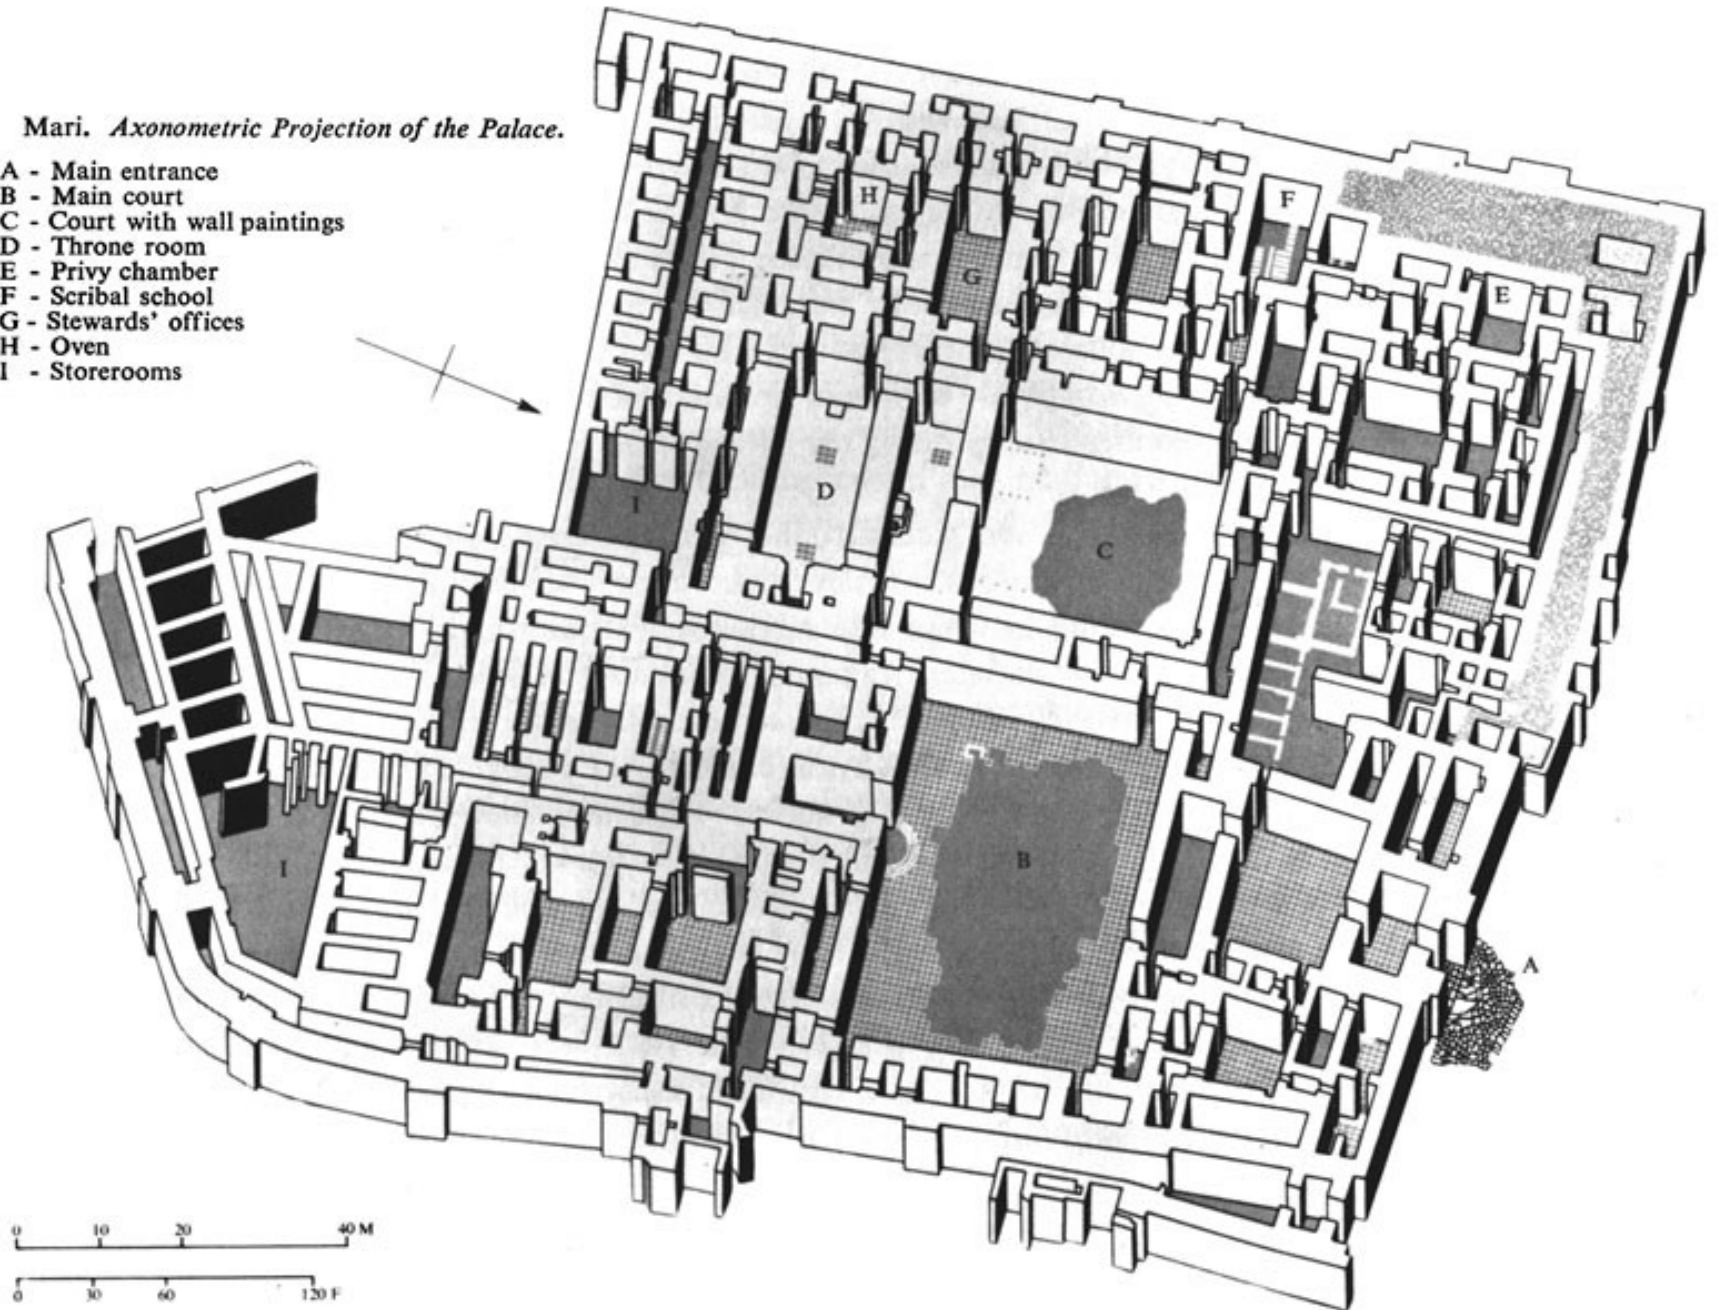 Mari. Axonometric Projection of the Palace.
A - Main entrance
B - Main court
C - Court with wall paintings
D - Throne room
E - Privy chamber
F - Scribal school
G - Stewards' offices
H - Oven
I - Storerooms
H
F
G
E
D
I
C
B
I
A
0 10 20 40 M
0 30 60 120 F